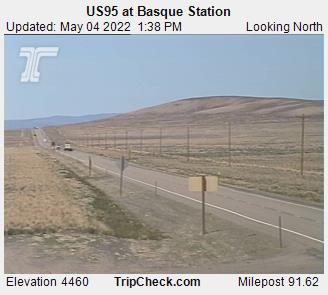 US95 at Basque Station
Updated: May 04 2022 1:38 PM Looking North
Elevation 4460 TripCheck.com Milepost 91.62